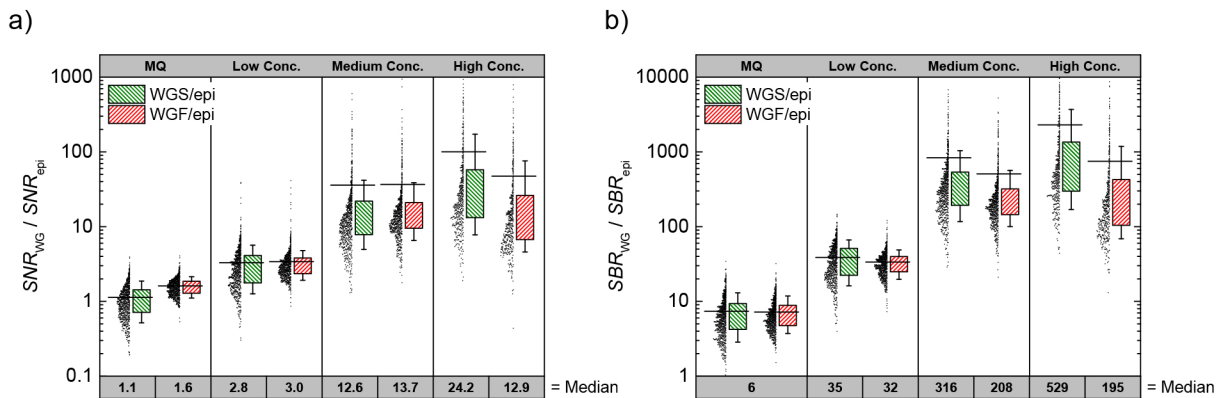 a)
MQ Low Conc. Medium Conc. High Conc.
1000
WGS/epi
WGF/epi
100
10
1
0.1
SNR_WG / SNR_epi
1.1 1.6 2.8 3.0 12.6 13.7 24.2 12.9 = Median
b)
MQ Low Conc. Medium Conc. High Conc.
10000
WGS/epi
WGF/epi
1000
100
10
1
SBR_WG / SBR_epi
6 35 32 316 208 529 195 = Median